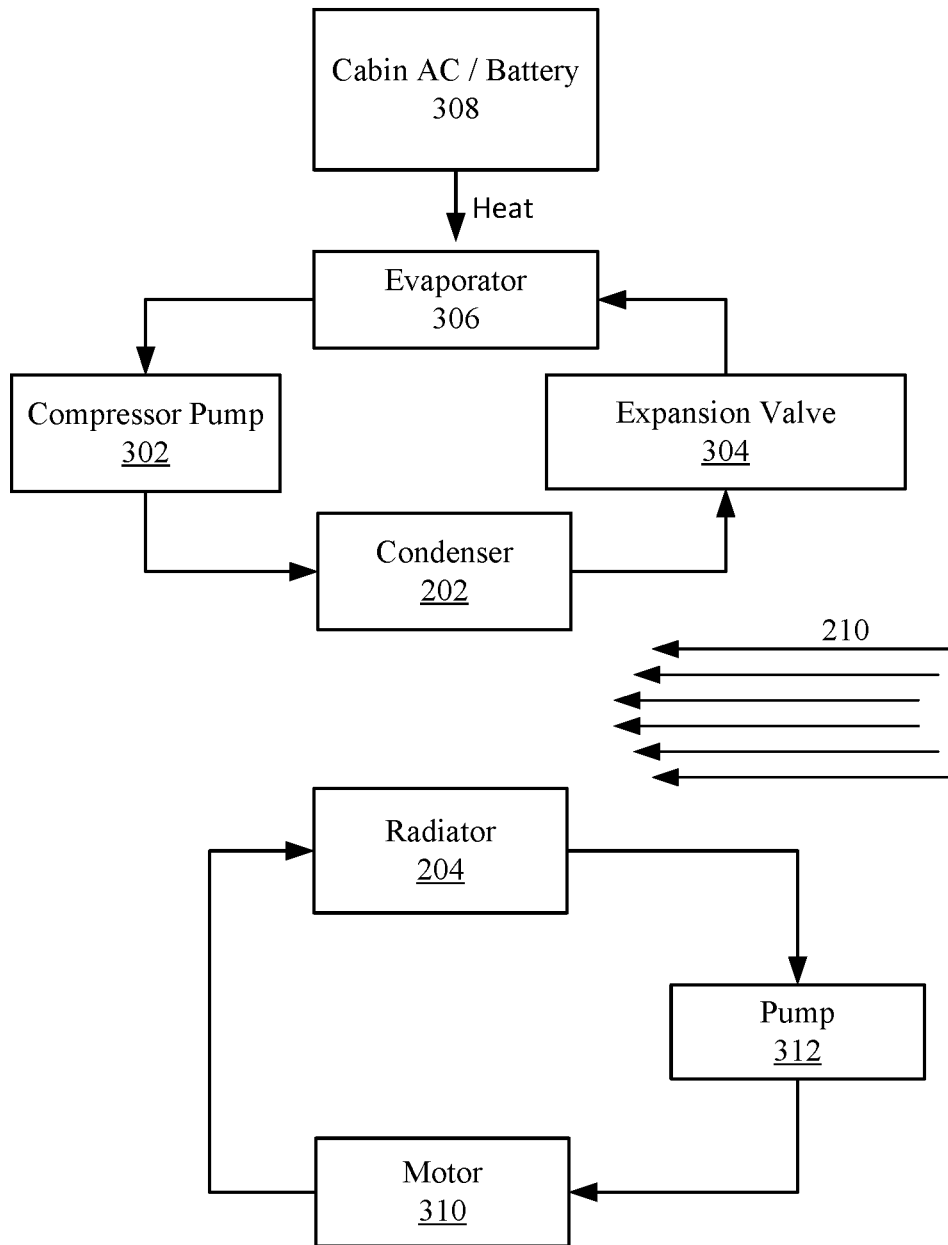 Cabin AC / Battery
308
Heat
Evaporator
306
Compressor Pump
302
Expansion Valve
304
Condenser
202
210
Radiator
204
Pump
312
Motor
310